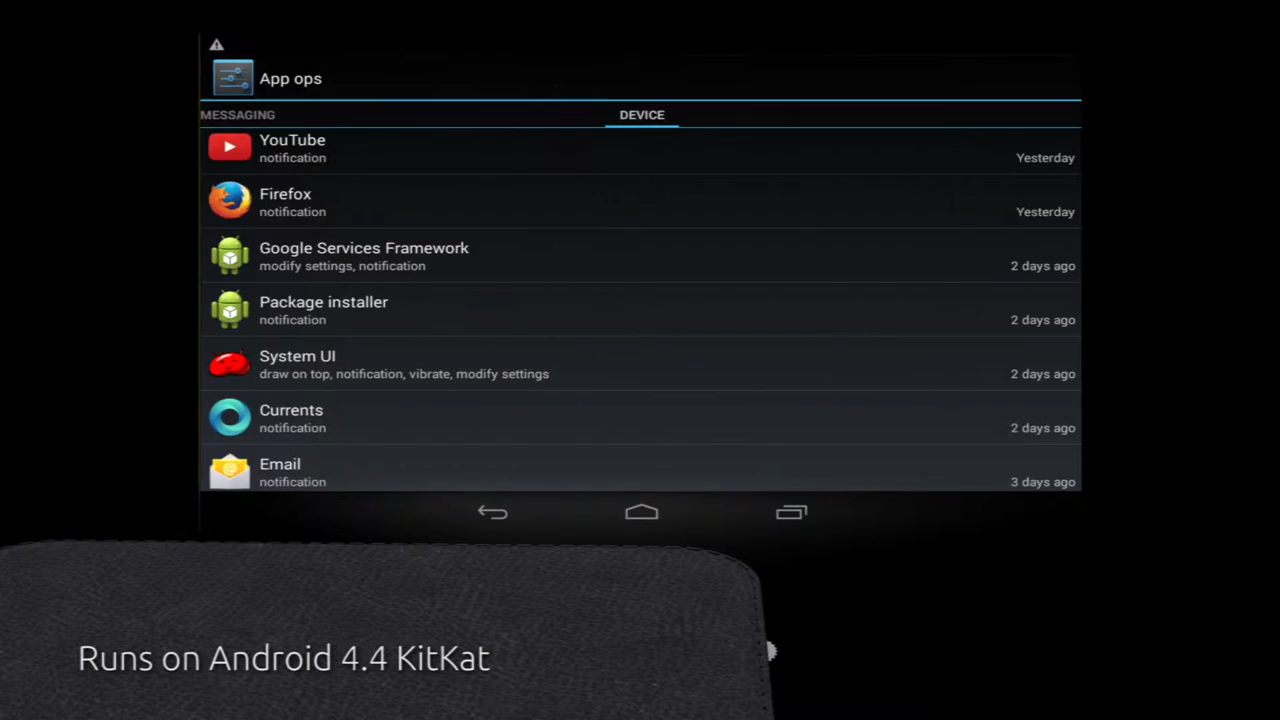 App ops
MESSAGING
DEVICE
YouTube
notification
Yesterday
Firefox
notification
Yesterday
Google Services Framework
modify settings, notification
2 days ago
Package installer
notification
2 days ago
System UI
draw on top, notification, vibrate, modify settings
2 days ago
Currents
notification
2 days ago
Email
notification
3 days ago
Runs on Android 4.4 KitKat